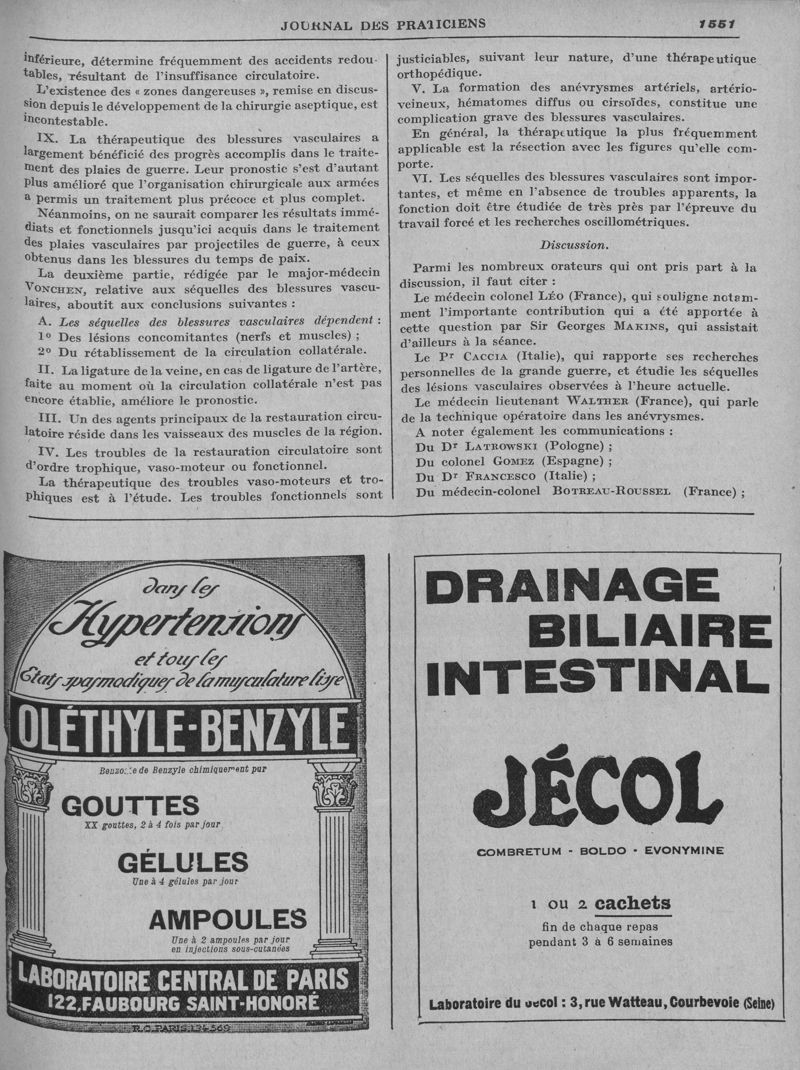 JOURNAL DES PRATICIENS
1551
inférieure, détermine fréquemment des accidents redou-
tables, résultant de l'insuffisance circulatoire.
L'existence des « zones dangereuses », remise en discus-
sion depuis le développement de la chirurgie aseptique, est
incontestable.
IX. La thérapeutique des blessures vasculaires a
largement bénéficié des progrès accomplis dans le traite-
ment des plaies de guerre. Leur pronostic s'est d'autant
plus amélioré que l'organisation chirurgicale aux armées
a permis un traitement plus précoce et plus complet.
Néanmoins, on ne saurait comparer les résultats immé-
diats et fonctionnels jusqu'ici acquis dans le traitement
des plaies vasculaires par projectiles de guerre, à ceux
obtenus dans les blessures du temps de paix.
La deuxième partie, rédigée par le major-médecin
VONCHEN, relative aux séquelles des blessures vascu-
laires, aboutit aux conclusions suivantes :
A. Les séquelles des blessures vasculaires dépendent :
1º Des lésions concomitantes (nerfs et muscles) ;
2º Du rétablissement de la circulation collatérale.
II. La ligature de la veine, en cas de ligature de l'artère,
faite au moment où la circulation collatérale n'est pas
encore établie, améliore le pronostic.
III. Un des agents principaux de la restauration circu-
latoire réside dans les vaisseaux des muscles de la région.
IV. Les troubles de la restauration circulatoire sont
d'ordre trophique, vaso-moteur ou fonctionnel.
La thérapeutique des troubles vaso-moteurs et tro-
phiques est à l'étude. Les troubles fonctionnels sont
justiciables, suivant leur nature, d'une thérapeutique
orthopédique.
V. La formation des anévrysmes artériels, artério-
veineux, hématomes diffus ou cirsoïdes, constitue une
complication grave des blessures vasculaires.
En général, la thérapeutique la plus fréquemment
applicable est la résection avec les figures qu'elle com-
porte.
VI. Les séquelles des blessures vasculaires sont impor-
tantes, et même en l'absence de troubles apparents, la
fonction doit être étudiée de très près par l'épreuve du
travail forcé et les recherches oscillométriques.
Discussion.
Parmi les nombreux orateurs qui ont pris part à la
discussion, il faut citer :
Le médecin colonel LÉO (France), qui souligne notam-
ment l'importante contribution qui a été apportée à
cette question par Sir Georges MAKINS, qui assistait
d'ailleurs à la séance.
Le Pr CACCIA (Italie), qui rapporte ses recherches
personnelles de la grande guerre, et étudie les séquelles
des lésions vasculaires observées à l'heure actuelle.
Le médecin lieutenant WALTHER (France), qui parle
de la technique opératoire dans les anévrysmes.
A noter également les communications :
Du Dr LATROWSKI (Pologne) ;
Du colonel GOMEZ (Espagne) ;
Du Dr FRANCESCO (Italie) ;
Du médecin-colonel BOTREAU-ROUSSEL (France) ;
dans les
Hypertensions
et tous les
États spasmodiques de la musculature lisse
OLÉTHYLE-BENZYLE
Benzoate de Benzyle chimiquement pur
GOUTTES
XX gouttes, 2 à 4 fois par jour
GÉLULES
Une à 4 gélules par jour
AMPOULES
Une à 2 ampoules par jour
en injections sous-cutanées
LABORATOIRE CENTRAL DE PARIS
122, FAUBOURG SAINT-HONORÉ
R.C. PARIS 134.569
DRAINAGE
BILIAIRE
INTESTINAL
JÉCOL
COMBRETUM - BOLDO - EVONYMINE
1 OU 2 cachets
fin de chaque repas
pendant 3 à 6 semaines
Laboratoire du Jécol : 3, rue Watteau, Courbevoie (Seine)